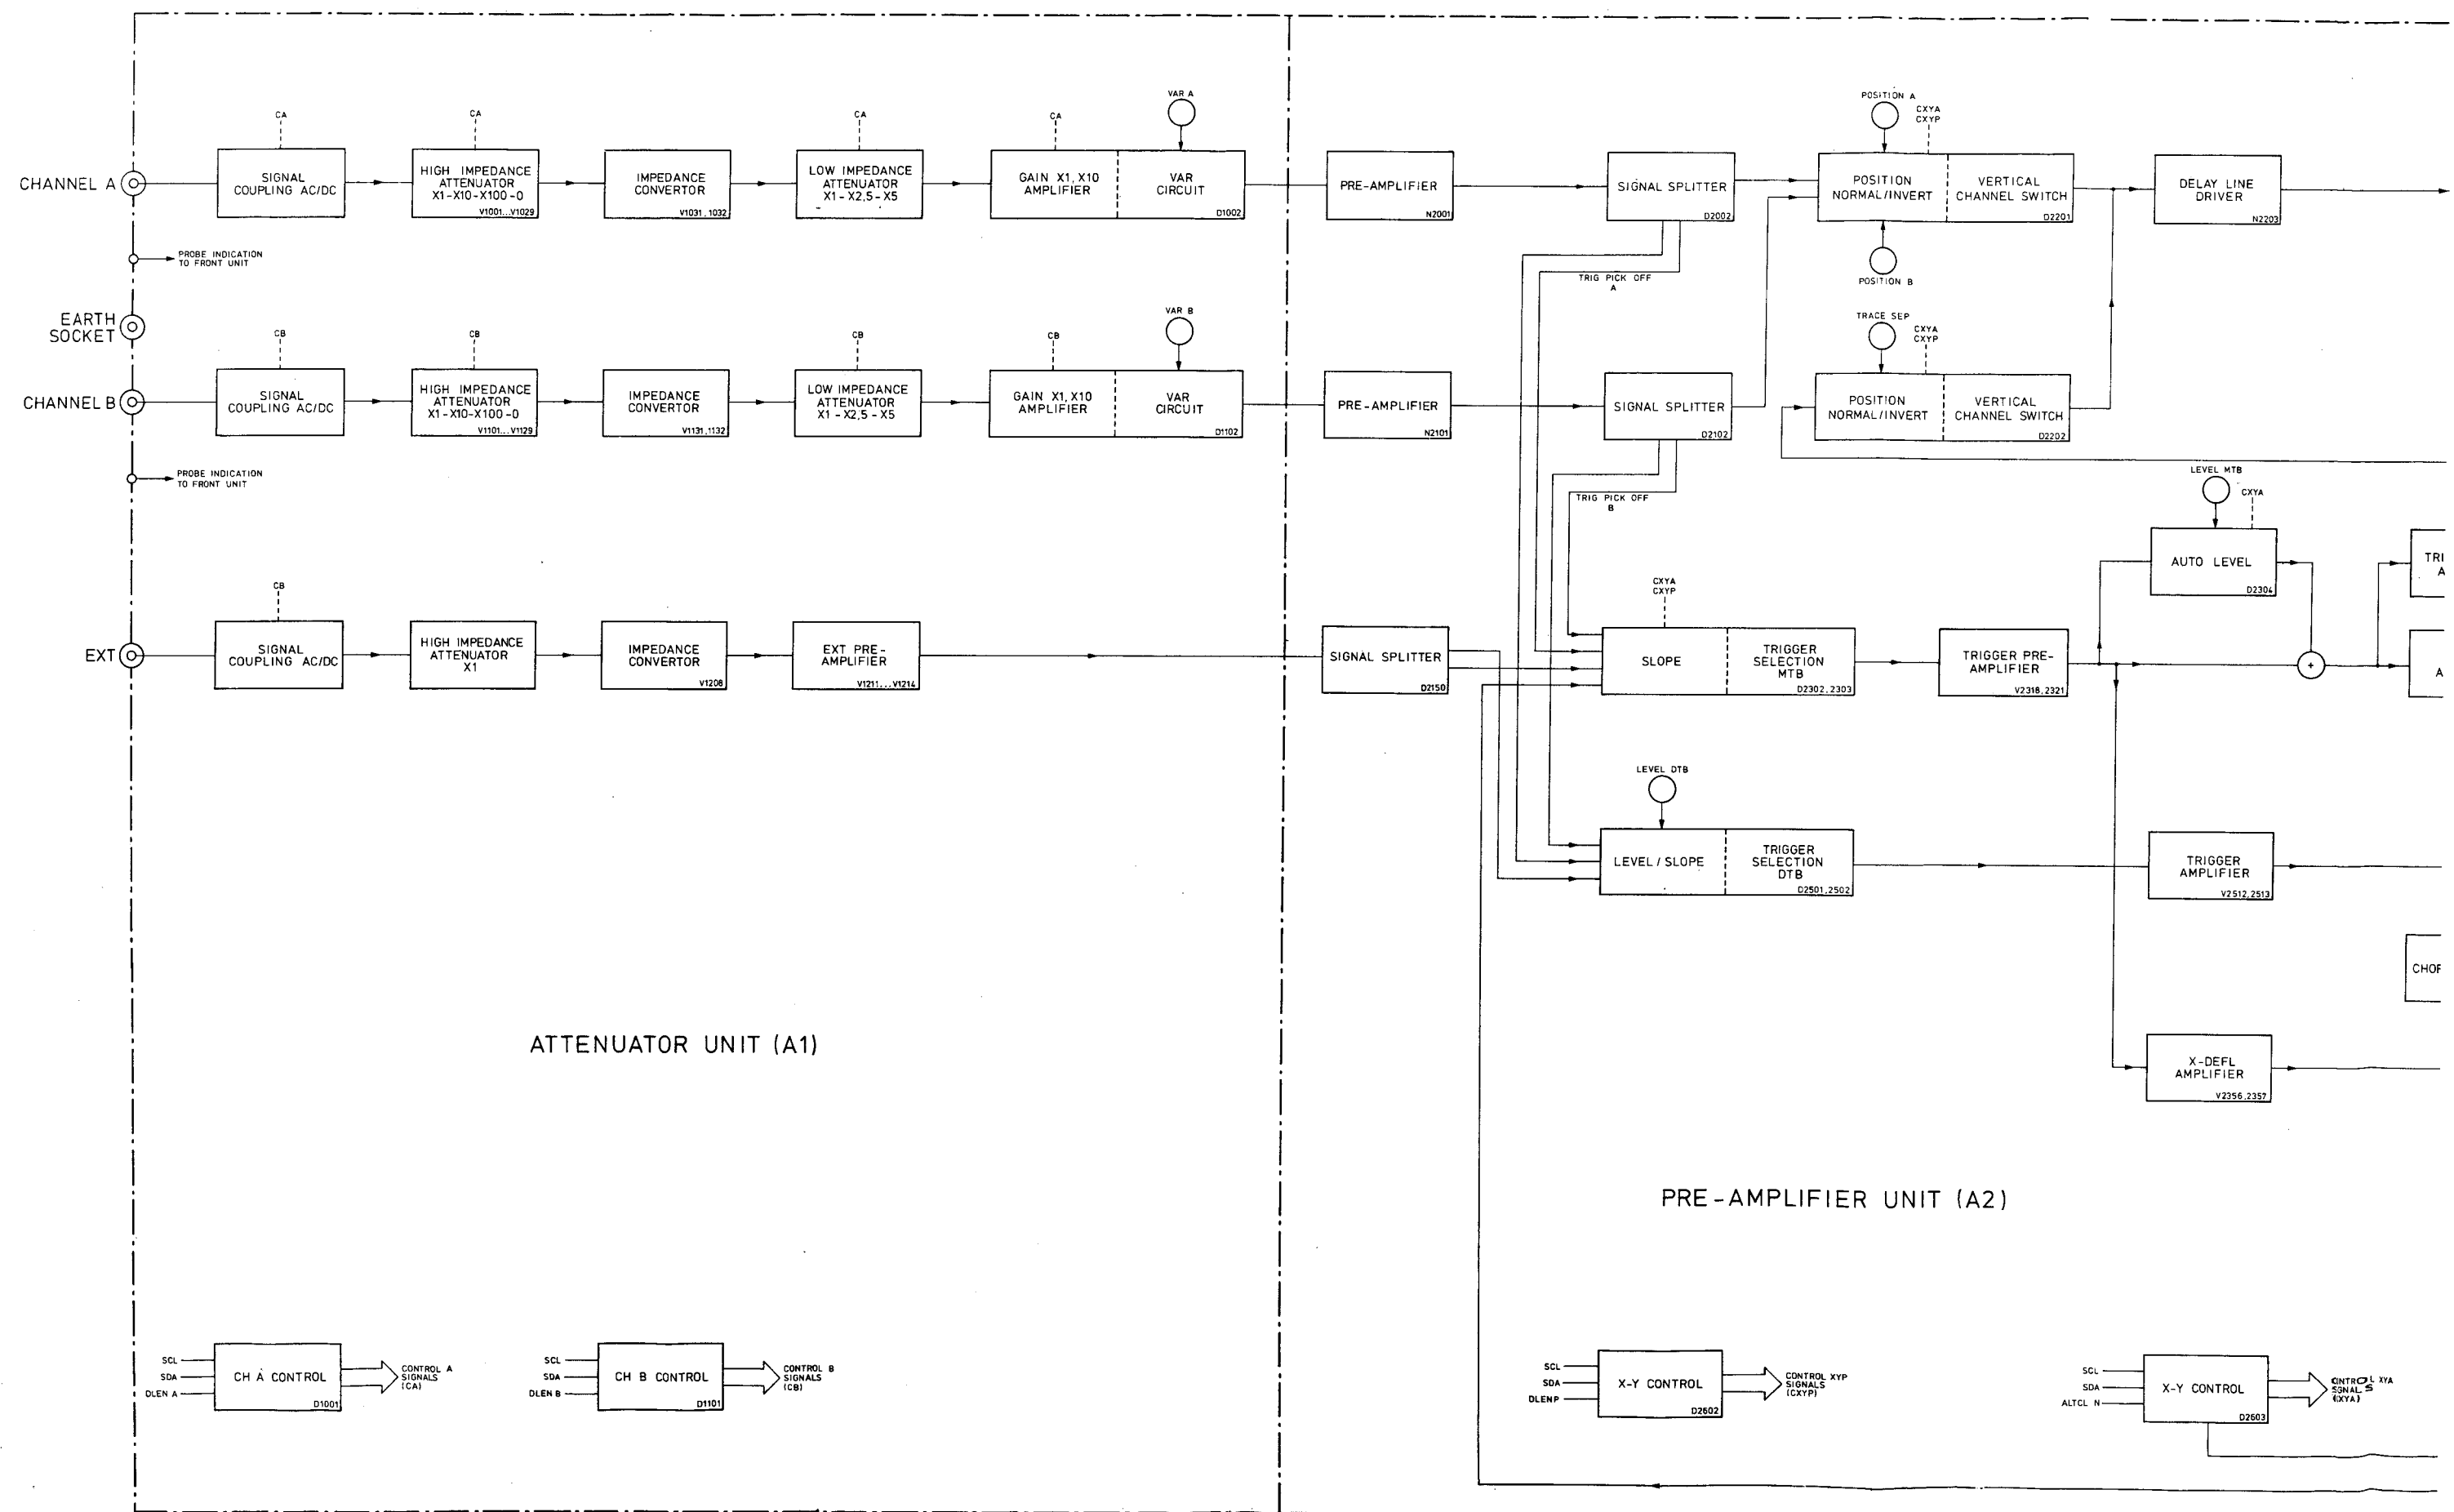 CHANNEL A
CA
SIGNAL
COUPLING AC/DC
CA
HIGH IMPEDANCE
ATTENUATOR
X1-X10-X100-0
V1001...V1029
IMPEDANCE
CONVERTOR
V1031,1032
CA
LOW IMPEDANCE
ATTENUATOR
X1-X2,5-X5
CA
GAIN X1,X10
AMPLIFIER
VAR A
VAR
CIRCUIT
D1002
PRE-AMPLIFIER
N2001
SIGNAL SPLITTER
D2002
POSITION A
CXYA
CXYP
POSITION
NORMAL/INVERT
VERTICAL
CHANNEL SWITCH
D2201
POSITION B
DELAY LINE
DRIVER
N2203
PROBE INDICATION
TO FRONT UNIT
TRIG PICK OFF
A
EARTH
SOCKET
CHANNEL B
CB
SIGNAL
COUPLING AC/DC
CB
HIGH IMPEDANCE
ATTENUATOR
X1-X10-X100-0
V1101...V1129
IMPEDANCE
CONVERTOR
V1131,1132
CB
LOW IMPEDANCE
ATTENUATOR
X1-X2,5-X5
CB
GAIN X1,X10
AMPLIFIER
VAR B
VAR
CIRCUIT
D1102
PRE-AMPLIFIER
N2101
SIGNAL SPLITTER
D2102
TRACE SEP
CXYA
CXYP
POSITION
NORMAL/INVERT
VERTICAL
CHANNEL SWITCH
D2202
PROBE INDICATION
TO FRONT UNIT
TRIG PICK OFF
B
LEVEL MTB
CXYA
AUTO LEVEL
D2304
TRI
A
EXT
CB
SIGNAL
COUPLING AC/DC
HIGH IMPEDANCE
ATTENUATOR
X1
IMPEDANCE
CONVERTOR
V1208
EXT PRE-
AMPLIFIER
V1211...V1214
SIGNAL SPLITTER
D2150
CXYA
CXYP
SLOPE
TRIGGER
SELECTION
MTB
D2302,2303
TRIGGER PRE-
AMPLIFIER
V2318,2321
+
A
LEVEL DTB
LEVEL/SLOPE
TRIGGER
SELECTION
DTB
D2501,2502
TRIGGER
AMPLIFIER
V2512,2513
CHOP
X-DEFL
AMPLIFIER
V2356,2357
ATTENUATOR UNIT (A1)
PRE-AMPLIFIER UNIT (A2)
SCL
SDA
DLEN A
CH A CONTROL
D1001
CONTROL A
SIGNALS
(CA)
SCL
SDA
DLEN B
CH B CONTROL
D1101
CONTROL B
SIGNALS
(CB)
SCL
SDA
DLENP
X-Y CONTROL
D2602
CONTROL XYP
SIGNALS
(CXYP)
SCL
SDA
ALTCL N
X-Y CONTROL
D2603
ONTROL XYA
SGNALS
(XYA)